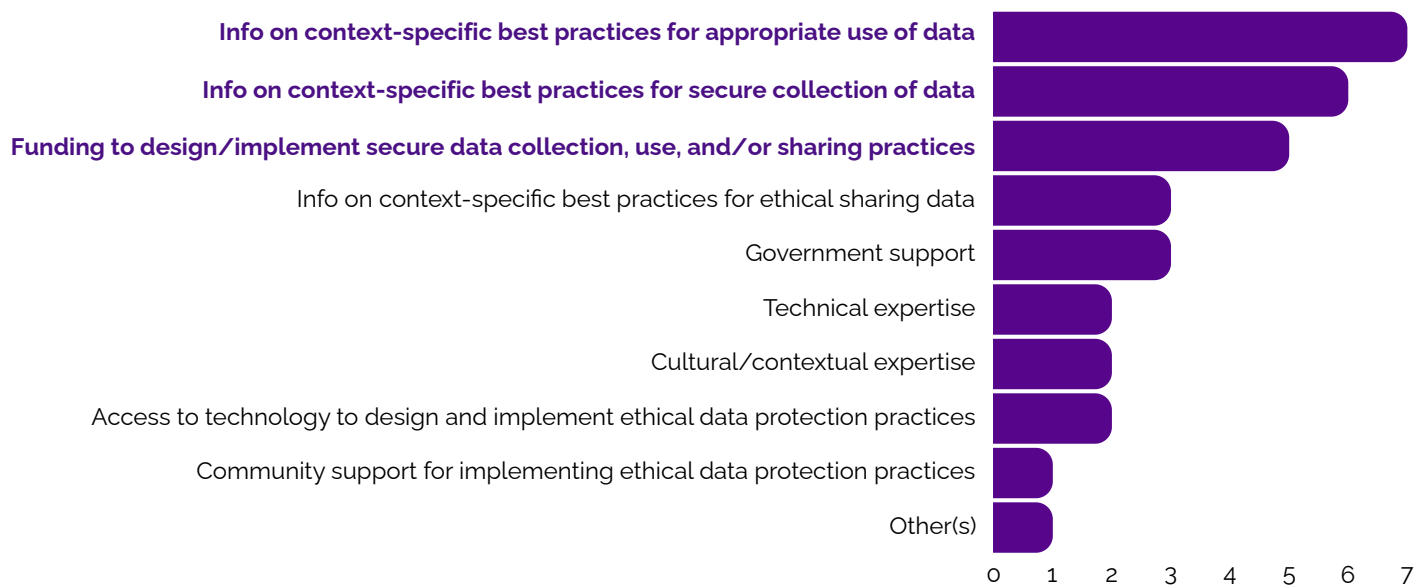 Info on context-specific best practices for appropriate use of data
Info on context-specific best practices for secure collection of data
Funding to design/implement secure data collection, use, and/or sharing practices
Info on context-specific best practices for ethical sharing data
Government support
Technical expertise
Cultural/contextual expertise
Access to technology to design and implement ethical data protection practices
Community support for implementing ethical data protection practices
Other(s)
0 1 2 3 4 5 6 7